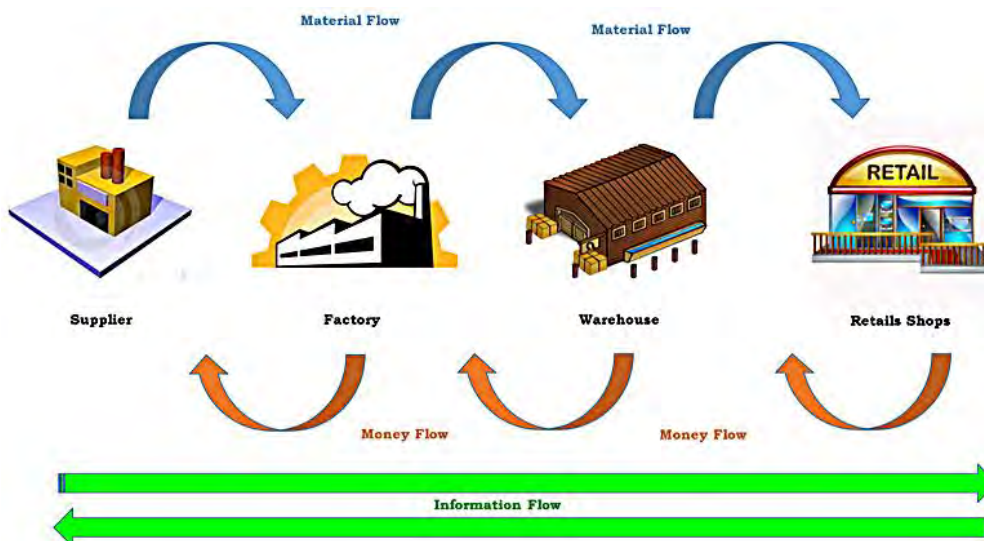 Material Flow
Material Flow
RETAIL
Supplier
Factory
Warehouse
Retails Shops
Money Flow
Money Flow
Information Flow